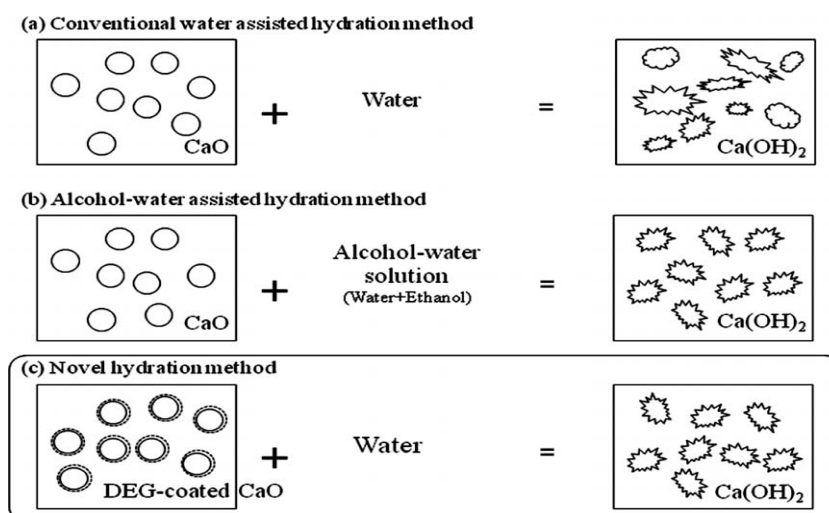 (a) Conventional water assisted hydration method
CaO
+
Water
=
Ca(OH)2
(b) Alcohol-water assisted hydration method
CaO
+
Alcohol-water
solution
(Water+Ethanol)
=
Ca(OH)2
(c) Novel hydration method
DEG-coated CaO
+
Water
=
Ca(OH)2